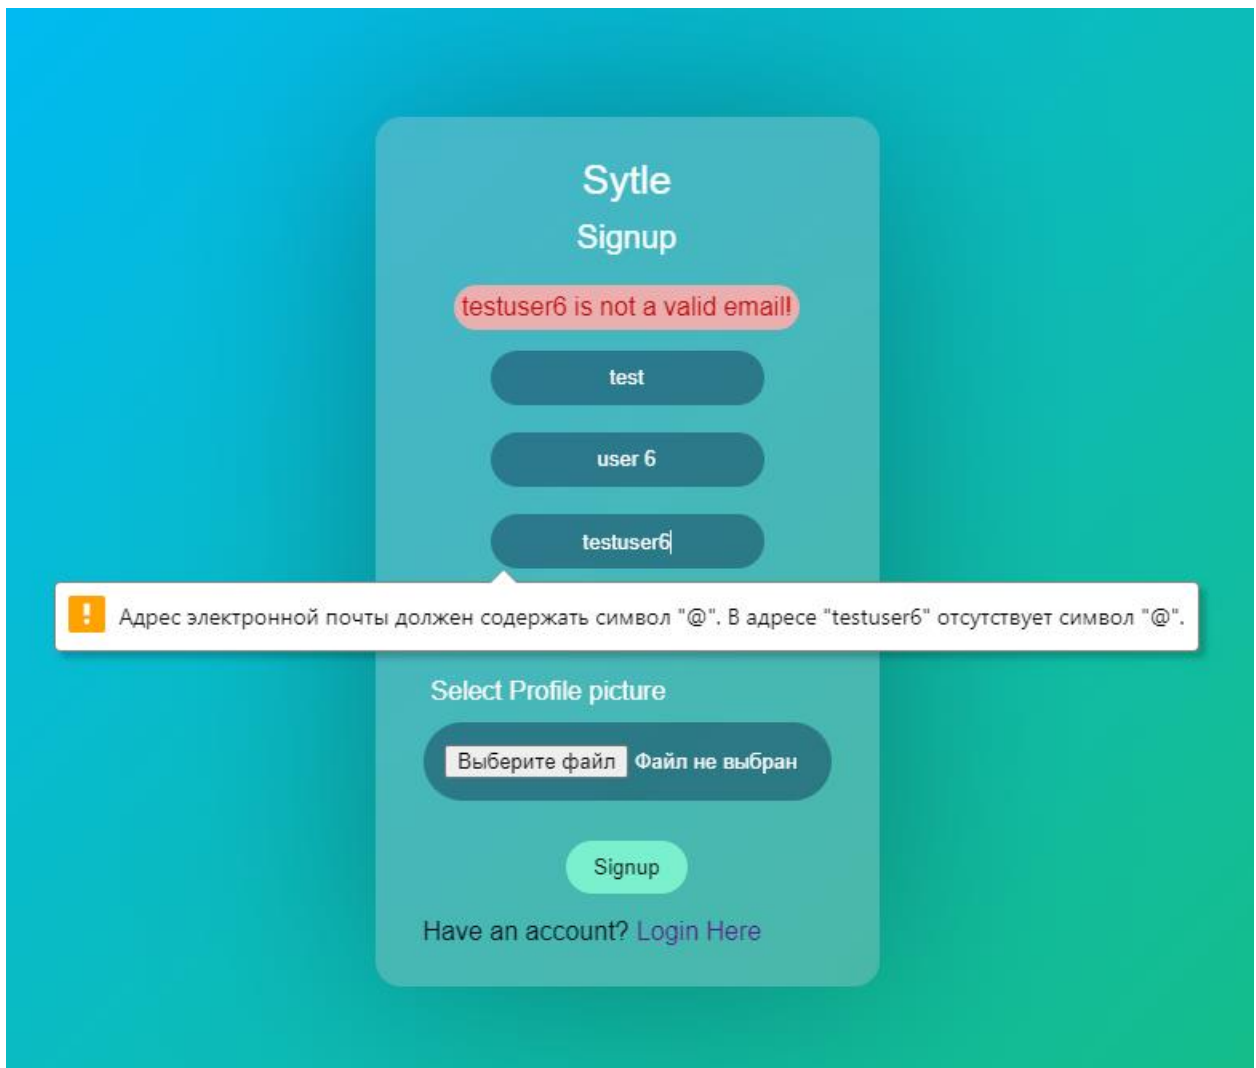 Sytle
Signup
testuser6 is not a valid email!
test
user 6
testuser6
Адрес электронной почты должен содержать символ "@". В адресе "testuser6" отсутствует символ "@".
Select Profile picture
Выберите файл Файл не выбран
Signup
Have an account? Login Here